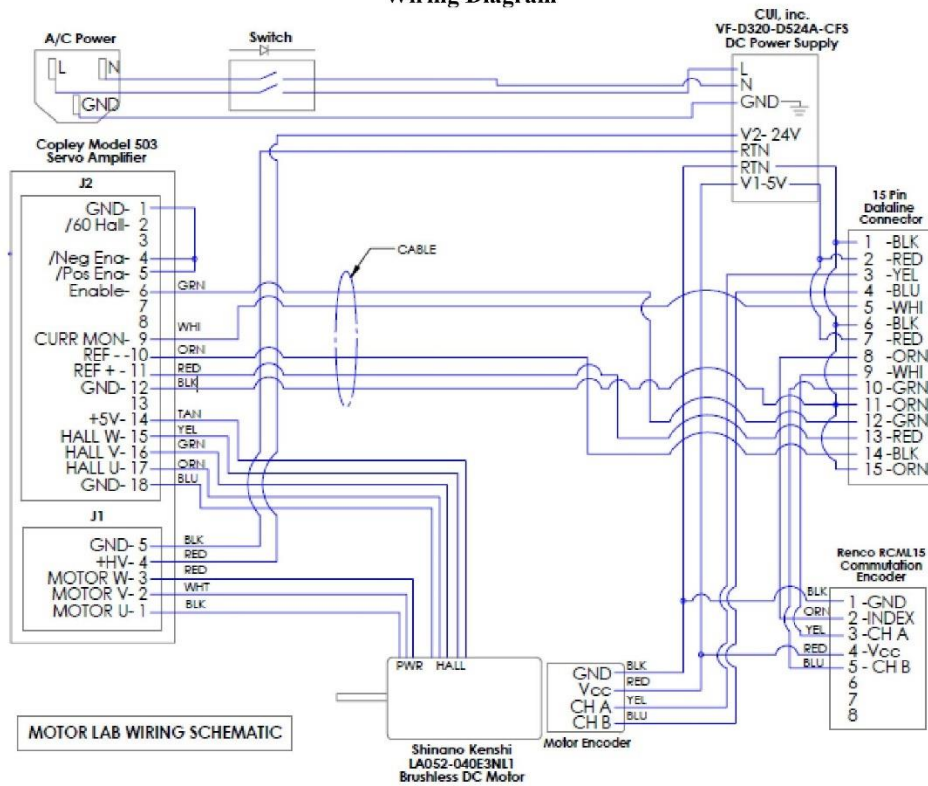 Wiring Diagram
A/C Power
L
N
GND
Switch
CUI, inc.
VF-D320-D524A-CFS
DC Power Supply
L
N
GND
V2- 24V
RTN
RTN
V1-5V
Copley Model 503
Servo Amplifier
J2
GND- 1
/60 Hall- 2
3
/Neg Ena- 4
/Pos Ena- 5
Enable- 6
7
8
CURR MON- 9
REF - -10
REF + - 11
GND- 12
13
+5V- 14
HALL W- 15
HALL V- 16
HALL U- 17
GND- 18
GRN
WHI
ORN
RED
BLK
TAN
YEL
GRN
ORN
BLU
CABLE
J1
GND- 5
+HV- 4
MOTOR W- 3
MOTOR V- 2
MOTOR U- 1
BLK
RED
RED
WHT
BLK
15 Pin
Dataline
Connector
1 -BLK
2 -RED
3 -YEL
4 -BLU
5 -WHI
6 -BLK
7 -RED
8 -ORN
9 -WHI
10 -GRN
11 -ORN
12 -GRN
13 -RED
14 -BLK
15 -ORN
Renco RCML15
Commutation
Encoder
BLK
ORN
YEL
RED
BLU
1 -GND
2 -INDEX
3 -CH A
4 -Vcc
5 - CH B
6
7
8
PWR HALL
Shinano Kenshi
LA052-040E3NL1
Brushless DC Motor
GND
Vcc
CH A
CH B
BLK
RED
YEL
BLU
Motor Encoder
MOTOR LAB WIRING SCHEMATIC